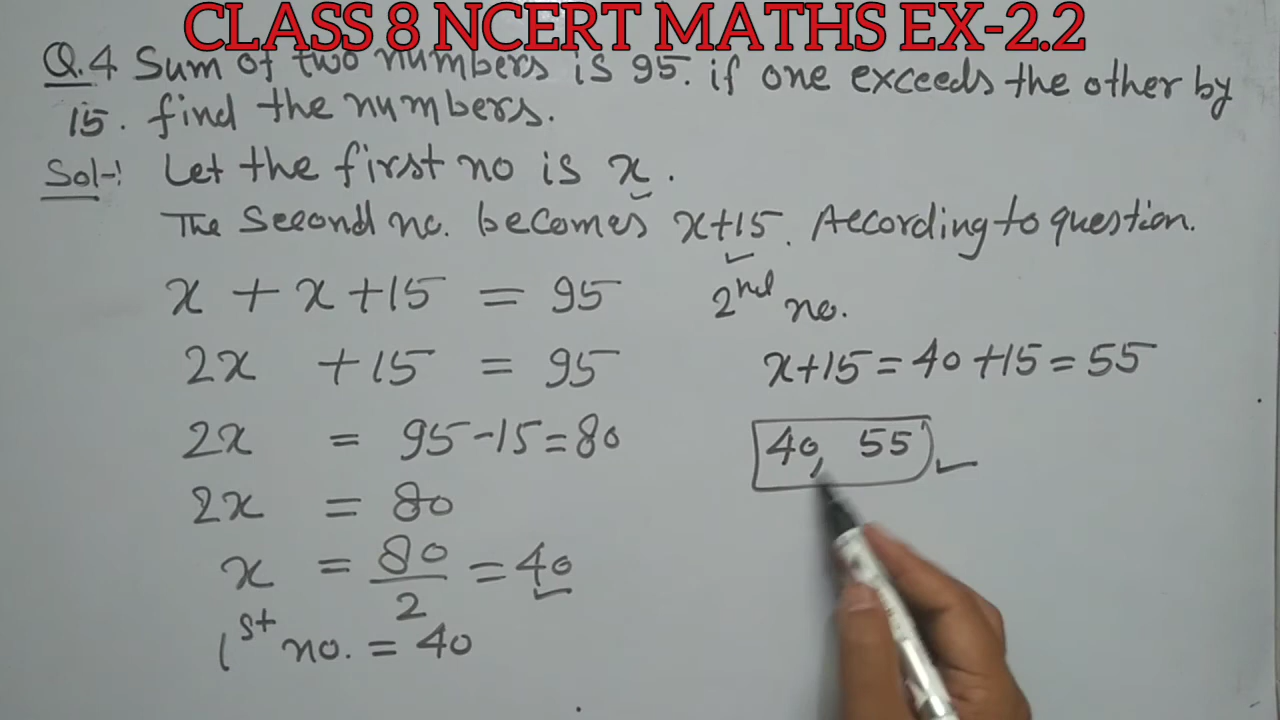 CLASS 8 NCERT MATHS EX-2.2
Q.4 Sum of two numbers is 95. if one exceeds the other by
15. find the numbers.
Sol-: Let the first no is x.
The Second no. becomes x+15. According to question.
x + x +15 = 95
2x +15 = 95
2x = 95-15=80
2x = 80
x = 80/2 = 40
1st no. = 40
2nd no.
x+15=40+15=55
40, 55